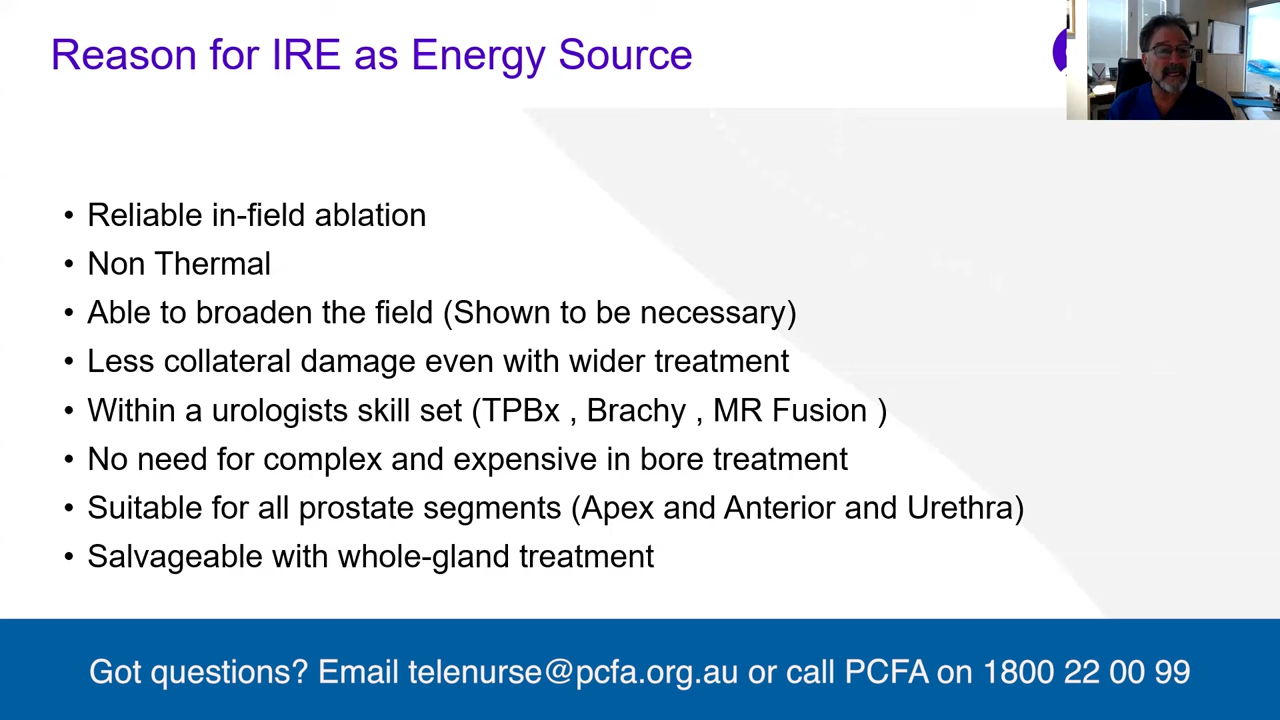 Reason for IRE as Energy Source
• Reliable in-field ablation
• Non Thermal
• Able to broaden the field (Shown to be necessary)
• Less collateral damage even with wider treatment
• Within a urologists skill set (TPBx , Brachy , MR Fusion )
• No need for complex and expensive in bore treatment
• Suitable for all prostate segments (Apex and Anterior and Urethra)
• Salvageable with whole-gland treatment
Got questions? Email telenurse@pcfa.org.au or call PCFA on 1800 22 00 99